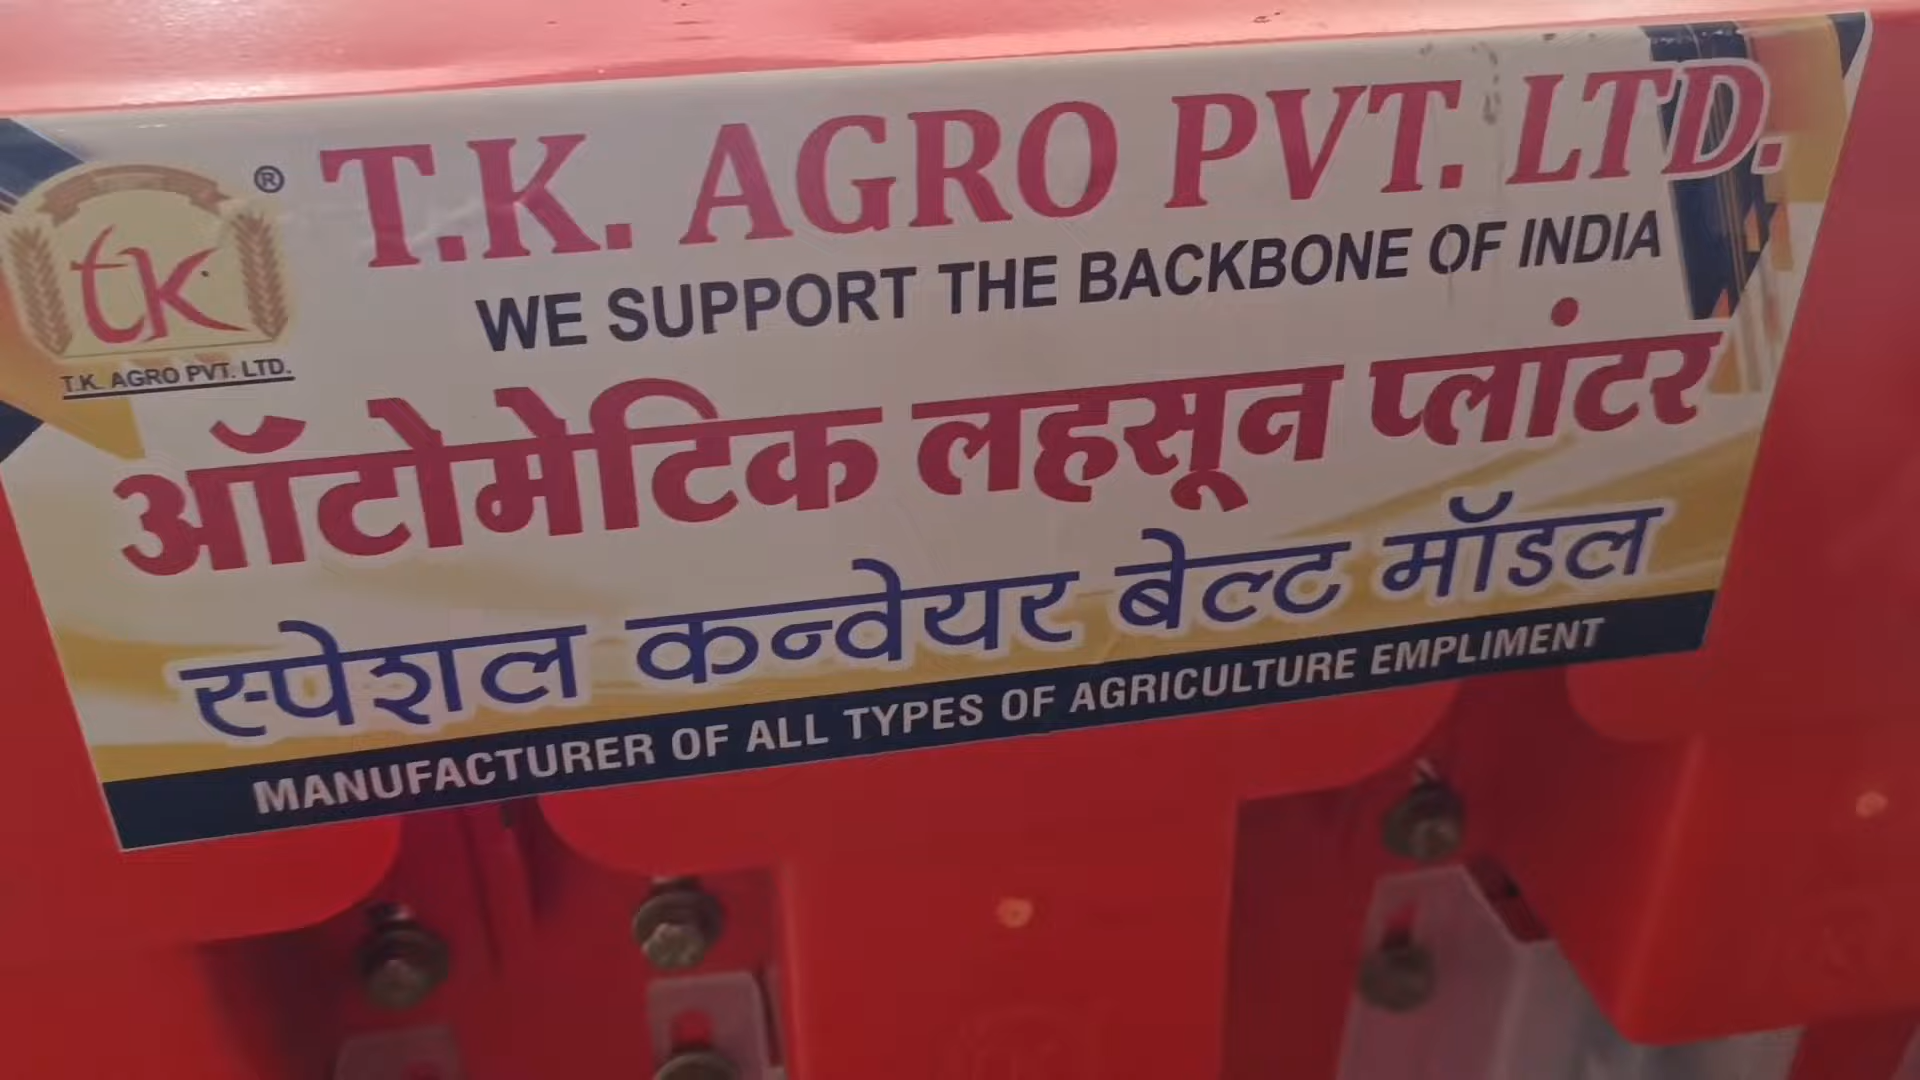 T.K. AGRO PVT. LTD.
WE SUPPORT THE BACKBONE OF INDIA
tk
®
T.K. AGRO PVT. LTD.
ऑटोमेटिक लहसून प्लांटर
स्पेशल कन्वेयर बेल्ट मॉडल
MANUFACTURER OF ALL TYPES OF AGRICULTURE EMPLIMENT